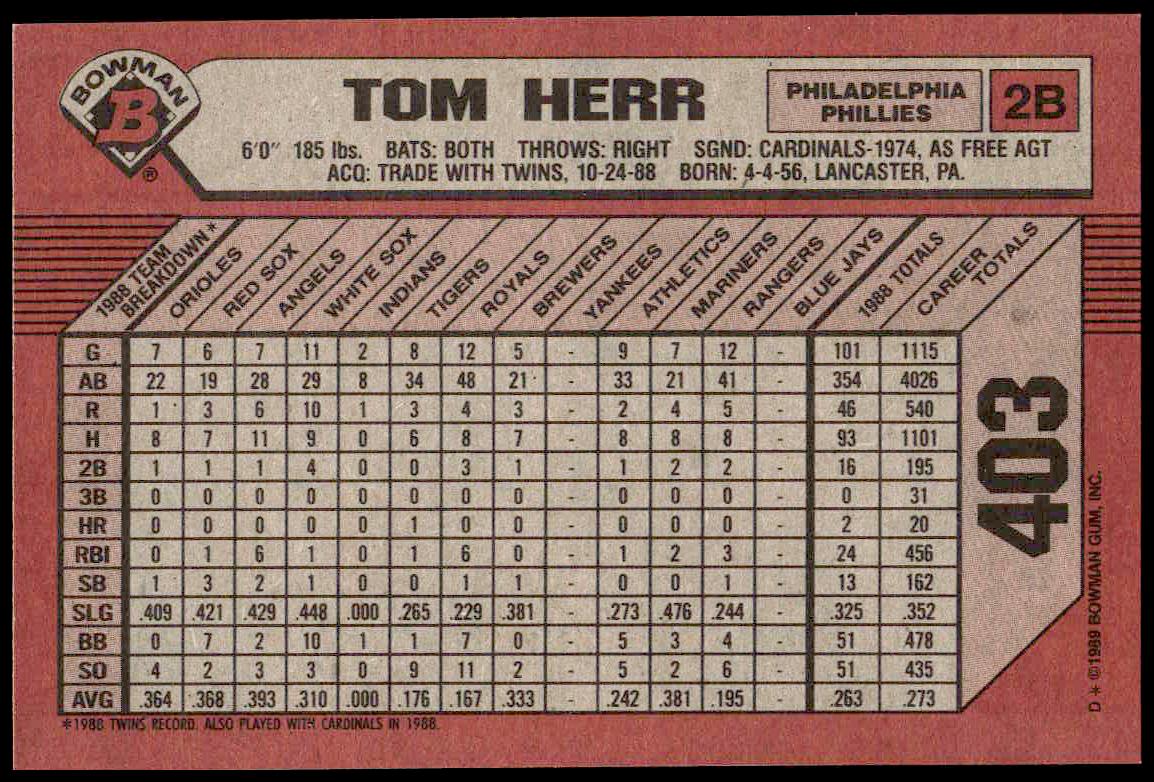 BOWMAN
B
®
TOM HERR
PHILADELPHIA
PHILLIES
2B
6'0" 185 lbs. BATS: BOTH THROWS: RIGHT SGND: CARDINALS-1974, AS FREE AGT
ACQ: TRADE WITH TWINS, 10-24-88 BORN: 4-4-56, LANCASTER, PA.
1988 TEAM BREAKDOWN* ORIOLES RED SOX ANGELS WHITE SOX INDIANS TIGERS ROYALS BREWERS YANKEES ATHLETICS MARINERS RANGERS BLUE JAYS 1988 TOTALS CAREER TOTALS
G 7 6 7 11 2 8 12 5 - 9 7 12 - 101 1115
AB 22 19 28 29 8 34 48 21 - 33 21 41 - 354 4026
R 1 3 6 10 1 3 4 3 - 2 4 5 - 46 540
H 8 7 11 9 0 6 8 7 - 8 8 8 - 93 1101
2B 1 1 1 4 0 0 3 1 - 1 2 2 - 16 195
3B 0 0 0 0 0 0 0 0 - 0 0 0 - 0 31
HR 0 0 0 0 0 1 0 0 - 0 0 0 - 2 20
RBI 0 1 6 1 0 1 6 0 - 1 2 3 - 24 456
SB 1 3 2 1 0 0 1 1 - 0 0 1 - 13 162
SLG .409 .421 .429 .448 .000 .265 .229 .381 - .273 .476 .244 - .325 .352
BB 0 7 2 10 1 1 7 0 - 5 3 4 - 51 478
SO 4 2 3 3 0 9 11 2 - 5 2 6 - 51 435
AVG .364 .368 .393 .310 .000 .176 .167 .333 - .242 .381 .195 - .263 .273
*1988 TWINS RECORD. ALSO PLAYED WITH CARDINALS IN 1988.
403
D * ©1989 BOWMAN GUM, INC.